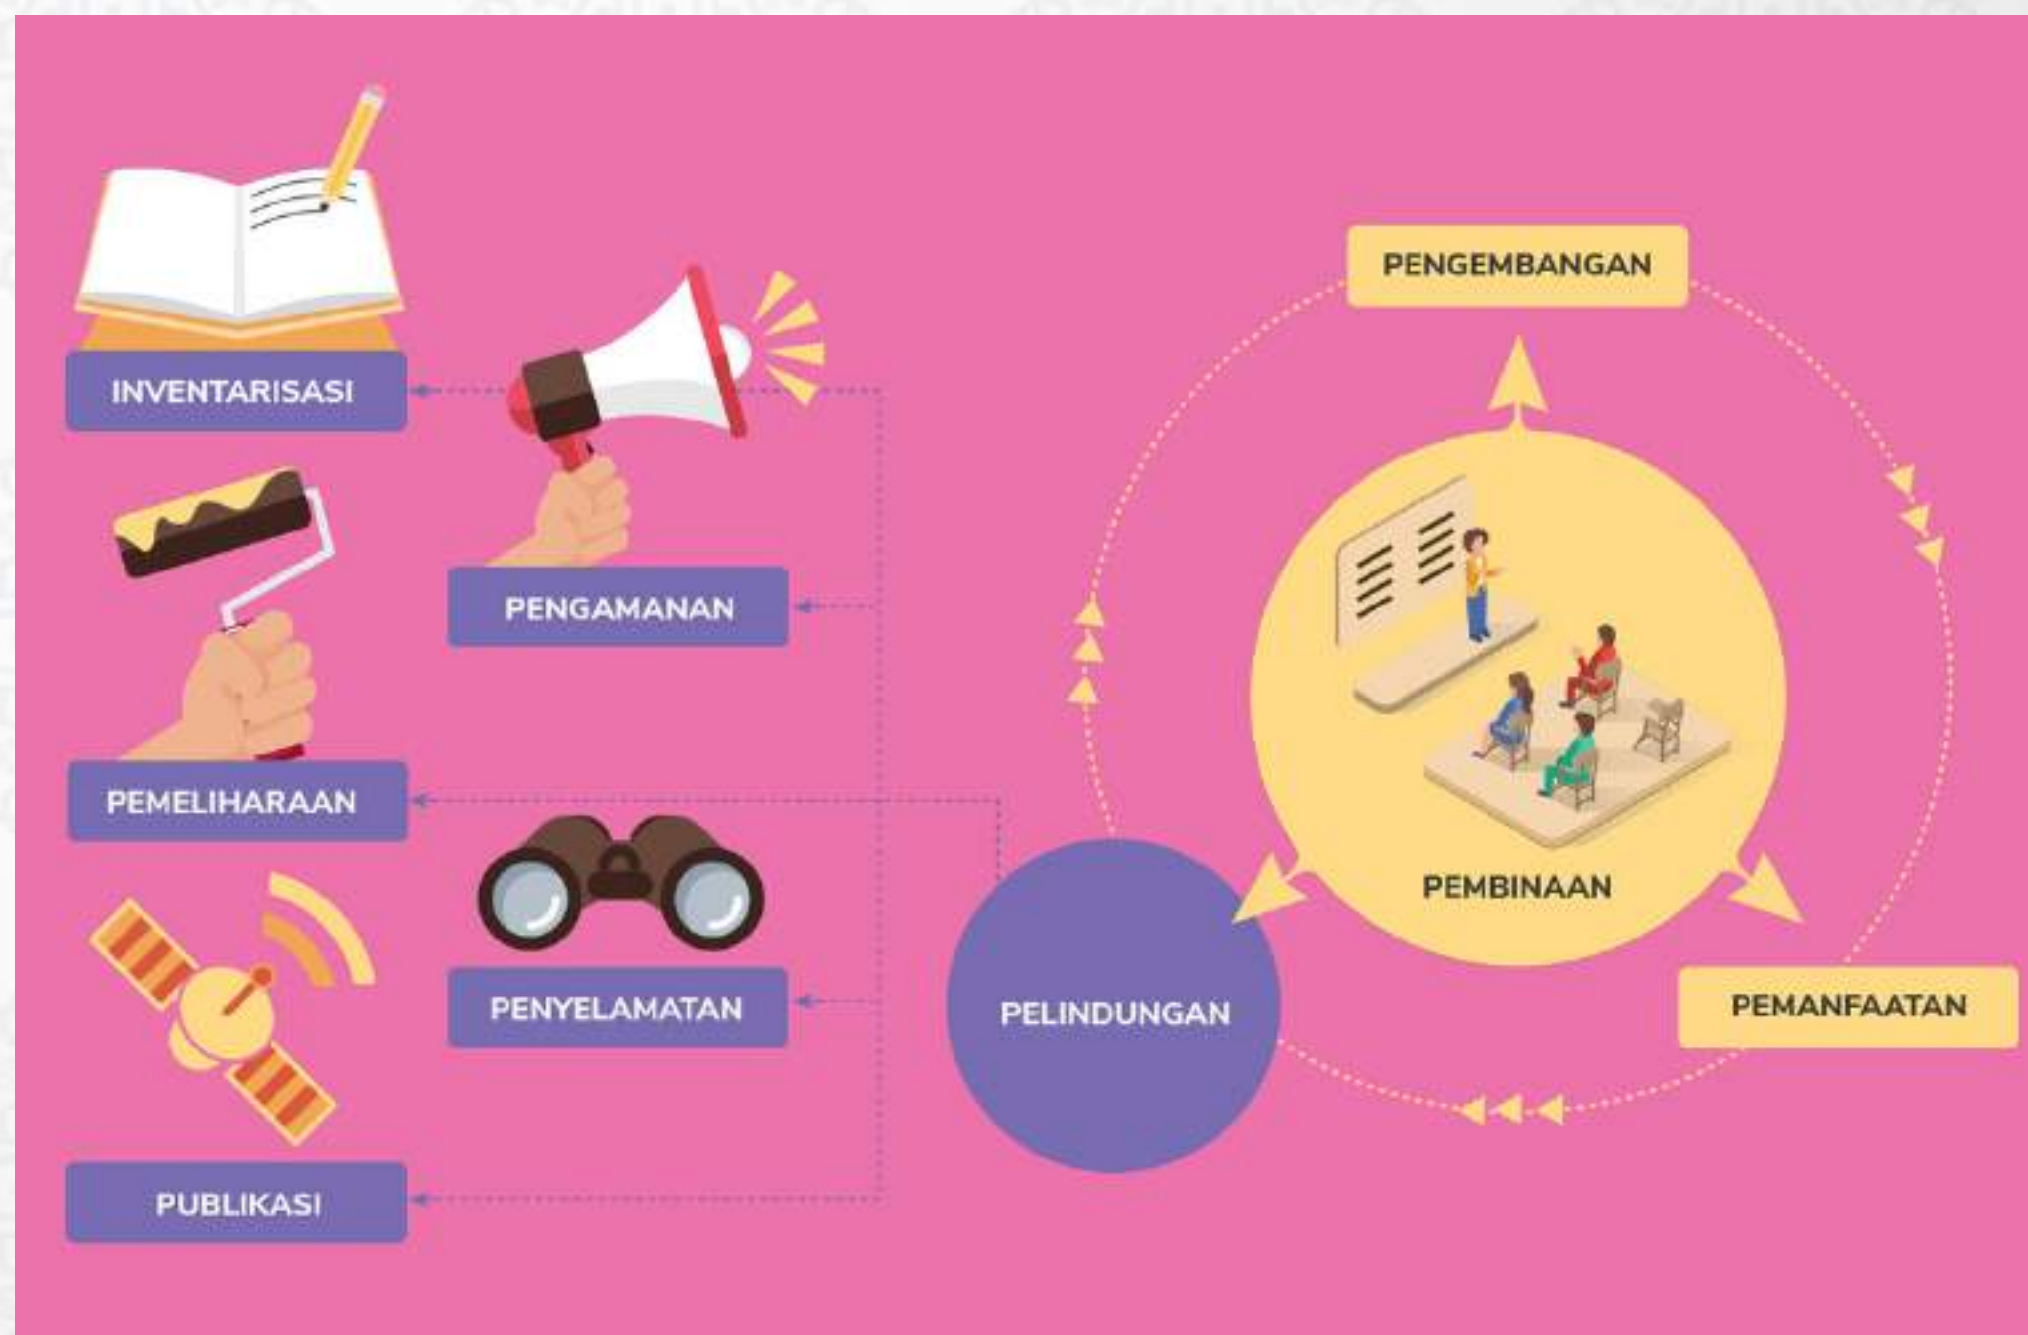 INVENTARISASI
PENGAMANAN
PEMELIHARAAN
PENYELAMATAN
PUBLIKASI
PENGEMBANGAN
PEMBINAAN
PELINDUNGAN
PEMANFAATAN